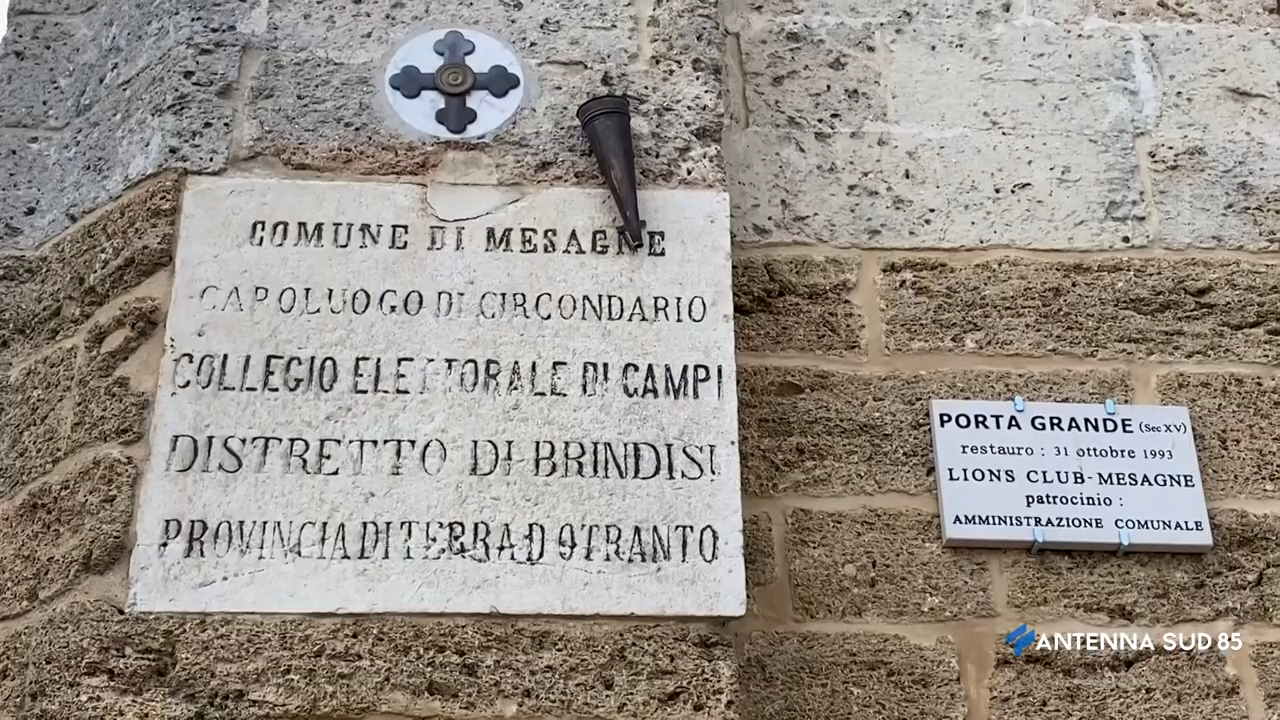 COMUNE DI MESAGNE
CAPOLUOGO DI CIRCONDARIO
COLLEGIO ELETTORALE DI CAMPI
DISTRETTO DI BRINDISI
PROVINCIA DI TERRA D OTRANTO
PORTA GRANDE (Sec XV)
restauro : 31 ottobre 1993
LIONS CLUB-MESAGNE
patrocinio :
AMMINISTRAZIONE COMUNALE
ANTENNA SUD 85